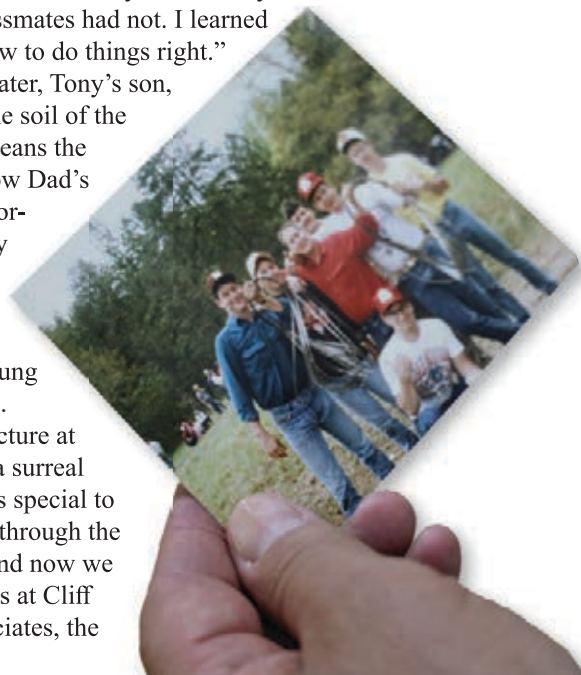 ssmates had not. I learned
w to do things right.”
ater, Tony’s son,
e soil of the
eans the
ow Dad’s
or-
y
ung
.
cture at
a surreal
s special to
through the
nd now we
s at Cliff
ciates, the